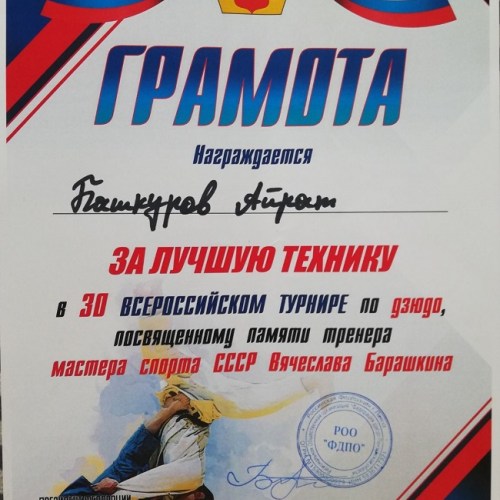 ГРАМОТА
Награждается
Башкуров Айрат
ЗА ЛУЧШУЮ ТЕХНИКУ
в 30 ВСЕРОССИЙСКОМ ТУРНИРЕ по дзюдо,
посвященному памяти тренера
мастера спорта СССР Вячеслава Барашкина
РОО
"ФДПО"